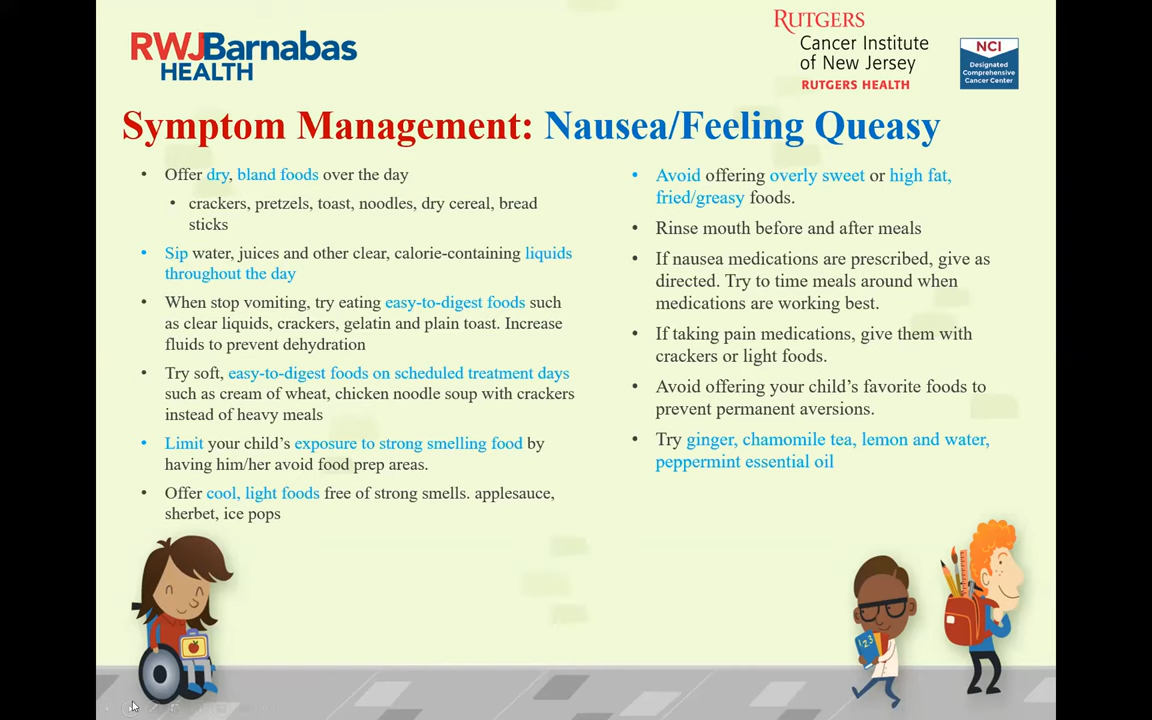 RWJBarnabas
HEALTH
RUTGERS
Cancer Institute
of New Jersey
RUTGERS HEALTH
NCI
Designated
Comprehensive
Cancer Center
Symptom Management: Nausea/Feeling Queasy
• Offer dry, bland foods over the day
• crackers, pretzels, toast, noodles, dry cereal, bread
sticks
• Sip water, juices and other clear, calorie-containing liquids
throughout the day
• When stop vomiting, try eating easy-to-digest foods such
as clear liquids, crackers, gelatin and plain toast. Increase
fluids to prevent dehydration
• Try soft, easy-to-digest foods on scheduled treatment days
such as cream of wheat, chicken noodle soup with crackers
instead of heavy meals
• Limit your child’s exposure to strong smelling food by
having him/her avoid food prep areas.
• Offer cool, light foods free of strong smells. applesauce,
sherbet, ice pops
• Avoid offering overly sweet or high fat,
fried/greasy foods.
• Rinse mouth before and after meals
• If nausea medications are prescribed, give as
directed. Try to time meals around when
medications are working best.
• If taking pain medications, give them with
crackers or light foods.
• Avoid offering your child’s favorite foods to
prevent permanent aversions.
• Try ginger, chamomile tea, lemon and water,
peppermint essential oil
123